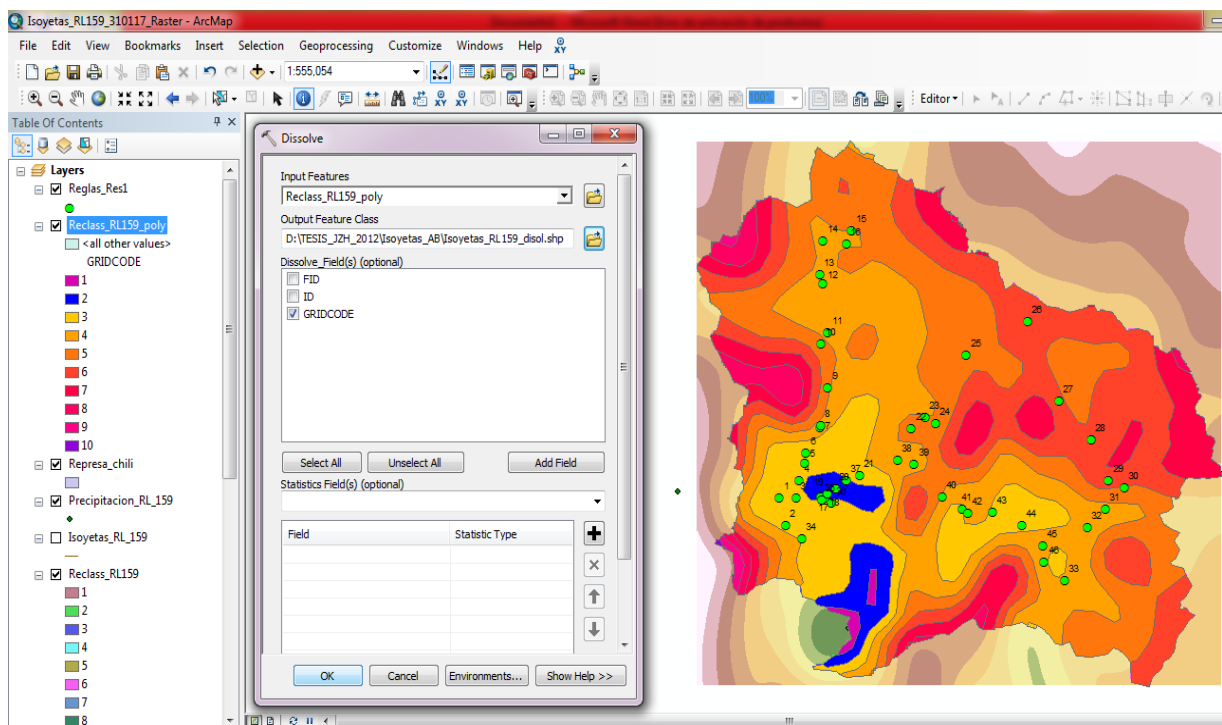 Isoyetas_RL159_310117_Raster - ArcMap
File Edit View Bookmarks Insert Selection Geoprocessing Customize Windows Help
1:555,054
100% Editor
Table Of Contents
Layers
Reglas_Res1
Reclass_RL159_poly
<all other values>
GRIDCODE
1
2
3
4
5
6
7
8
9
10
Represa_chili
Precipitacion_RL_159
Isoyetas_RL_159
Reclass_RL159
1
2
3
4
5
6
7
8
Dissolve
Input Features
Reclass_RL159_poly
Output Feature Class
D:\TESIS_JZH_2012\Isoyetas_AB\Isoyetas_RL159_disol.shp
Dissolve_Field(s) (optional)
FID
ID
GRIDCODE
Select All Unselect All Add Field
Statistics Field(s) (optional)
Field Statistic Type
OK Cancel Environments... Show Help >>
15
14 16
13
12
11
10
26
25
9
27
23
8 22 24
7
28
6
5 38 39
4 37 21 29
30
1 3 40
41 42 43 31
17
2 44 32
34
45
46
33